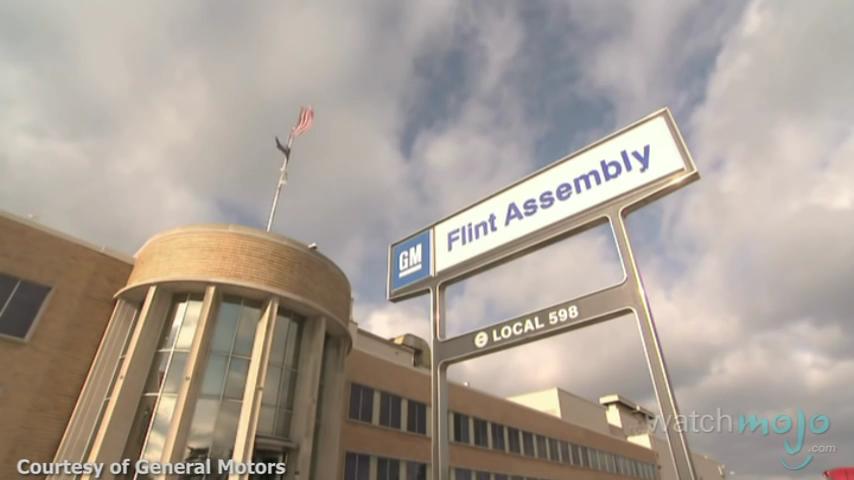 GM Flint Assembly
LOCAL 598
watchmojo
.com
Courtesy of General Motors